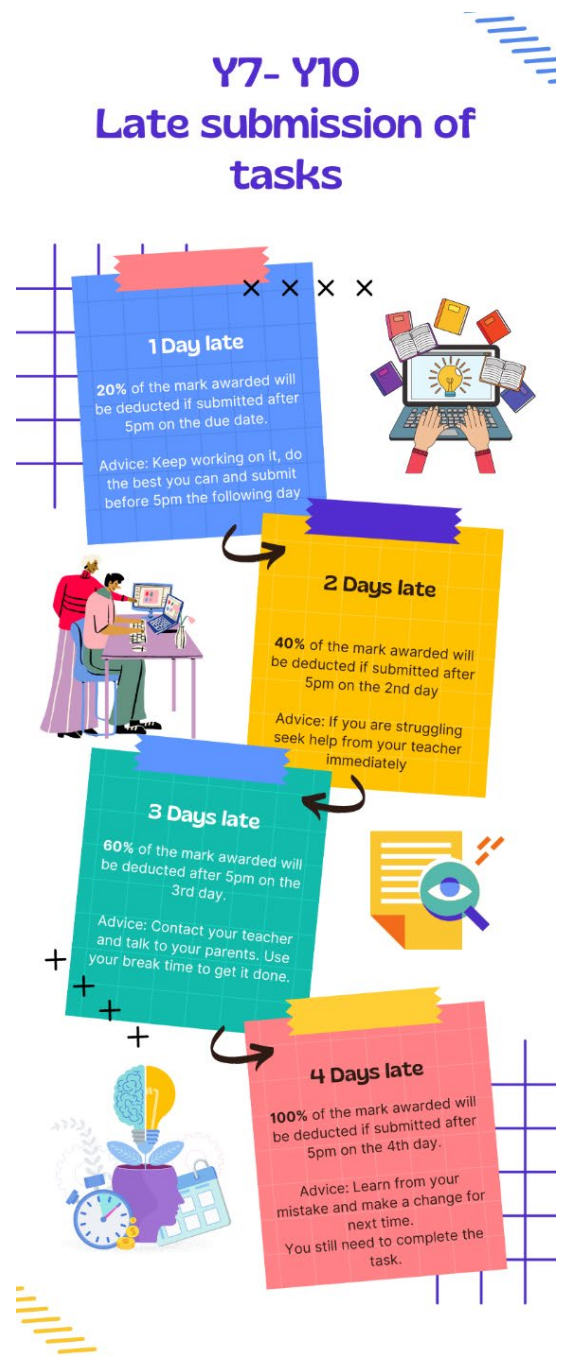 Y7- Y10
Late submission of
tasks
1 Day late
20% of the mark awarded will
be deducted if submitted after
5pm on the due date.
Advice: Keep working on it, do
the best you can and submit
before 5pm the following day
2 Days late
40% of the mark awarded will
be deducted if submitted after
5pm on the 2nd day
Advice: If you are struggling
seek help from your teacher
immediately
3 Days late
60% of the mark awarded will
be deducted after 5pm on the
3rd day.
Advice: Contact your teacher
and talk to your parents. Use
your break time to get it done.
4 Days late
100% of the mark awarded will
be deducted if submitted after
5pm on the 4th day.
Advice: Learn from your
mistake and make a change for
next time.
You still need to complete the
task.